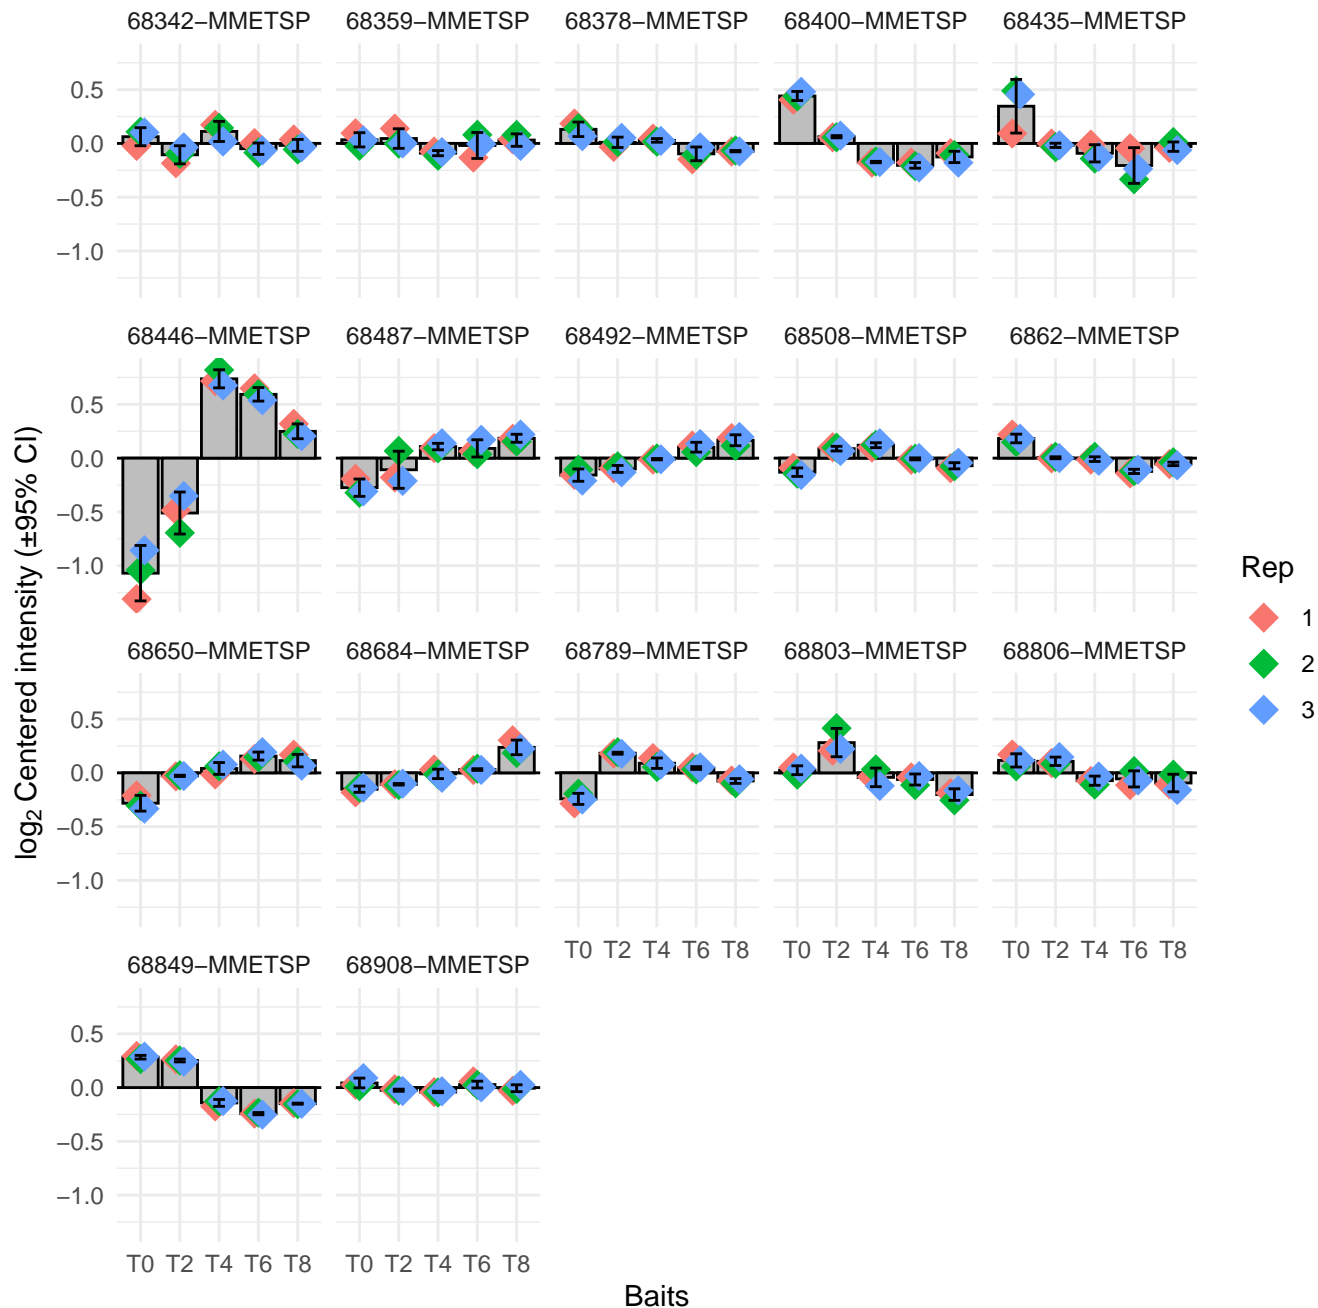 68342−MMETSP 68359−MMETSP 68378−MMETSP 68400−MMETSP 68435−MMETSP
0.5
0.0
−0.5
−1.0
68446−MMETSP 68487−MMETSP 68492−MMETSP 68508−MMETSP 6862−MMETSP
0.5
0.0
−0.5
−1.0
68650−MMETSP 68684−MMETSP 68789−MMETSP 68803−MMETSP 68806−MMETSP
0.5
0.0
−0.5
−1.0
T0 T2 T4 T6 T8 T0 T2 T4 T6 T8 T0 T2 T4 T6 T8
68849−MMETSP 68908−MMETSP
0.5
0.0
−0.5
−1.0
T0 T2 T4 T6 T8 T0 T2 T4 T6 T8
Baits
log2 Centered intensity (±95% CI)
Rep
1
2
3